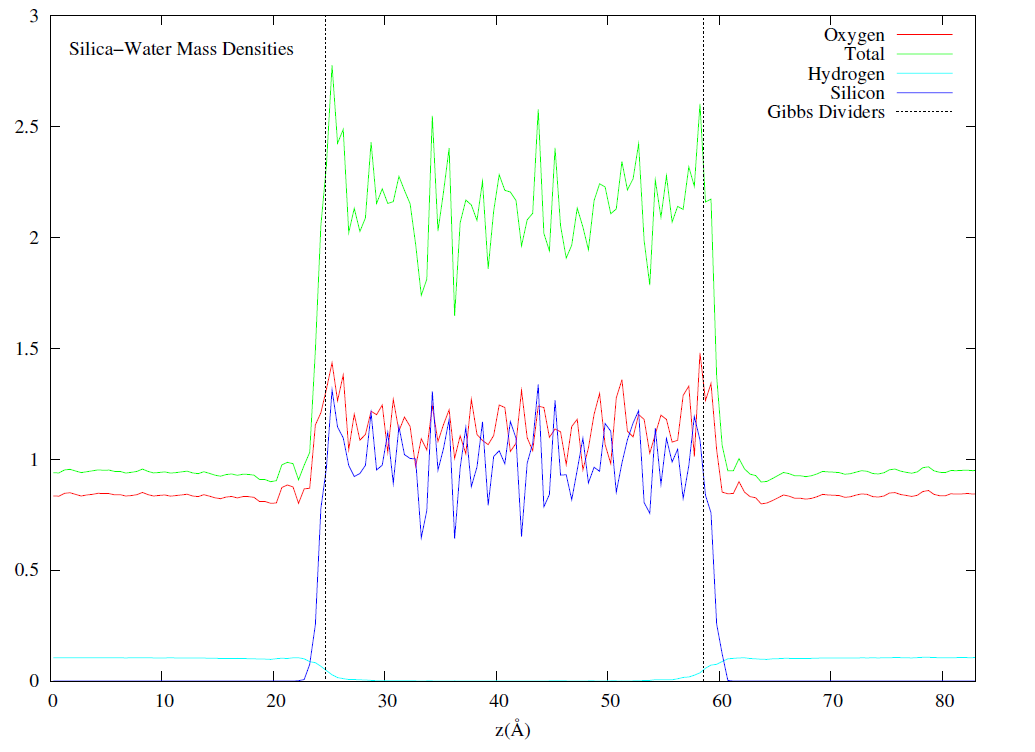 3
2.5
2
1.5
1
0.5
0
Silica−Water Mass Densities
Oxygen
Total
Hydrogen
Silicon
Gibbs Dividers
0 10 20 30 40 50 60 70 80
z(Å)